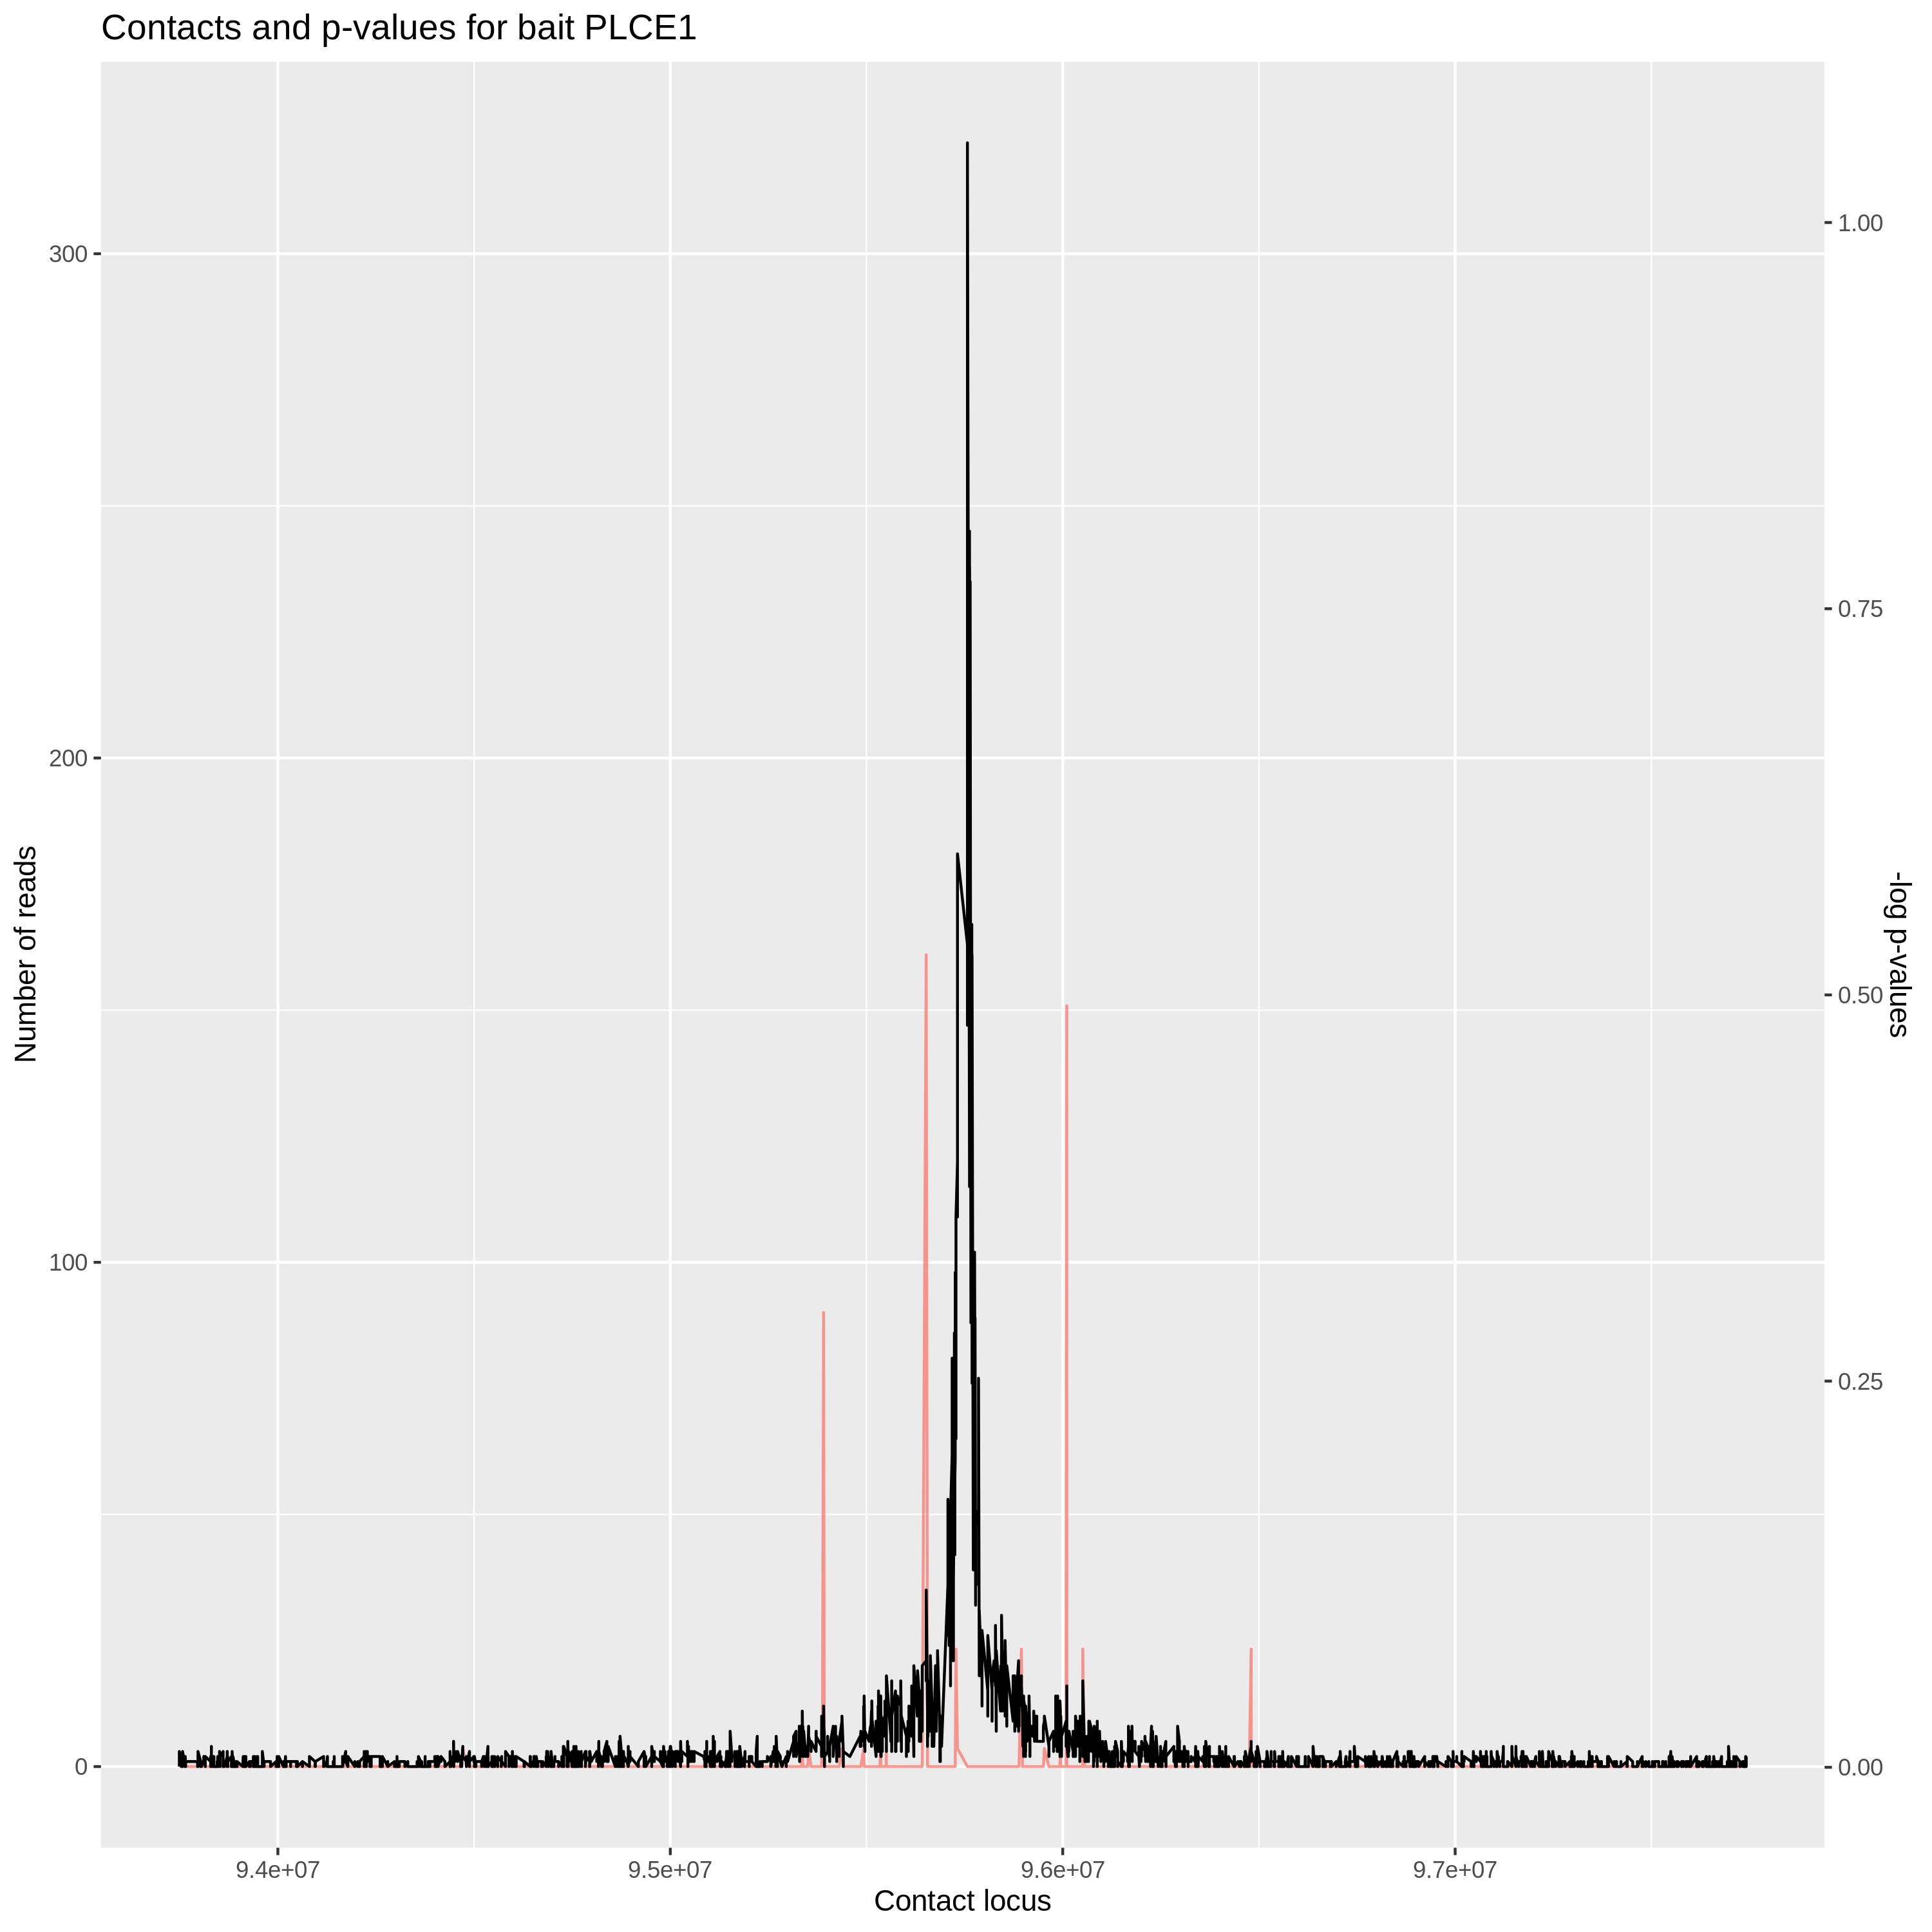 Contacts and p-values for bait PLCE1
300
200
100
0
Number of reads
1.00
0.75
0.50
0.25
0.00
-log p-values
9.4e+07
9.5e+07
9.6e+07
9.7e+07
Contact locus